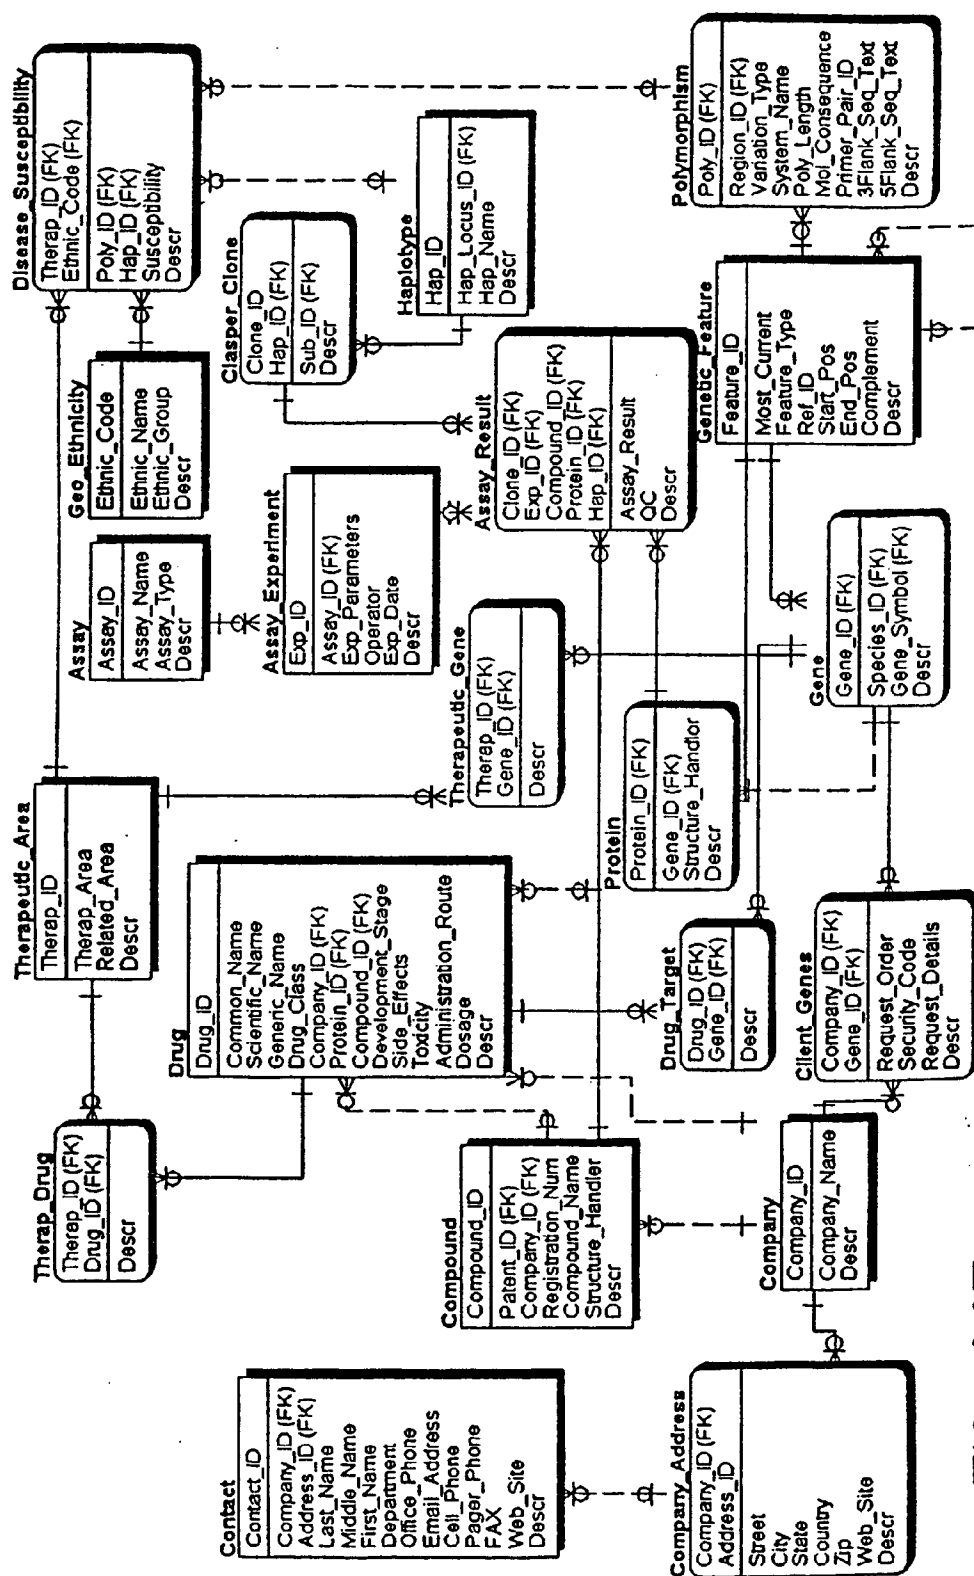 Therap_Drug
Therap_ID (FK)
Drug_ID (FK)
Descr
Therapeutic_Area
Therap_ID
Therap_Area
Related_Area
Descr
Assay
Assay_ID
Assay_Name
Assay_Type
Descr
Geo_Ethnicity
Ethnic_Code
Ethnic_Name
Ethnic_Group
Descr
Disease_Susceptibility
Therap_ID (FK)
Ethnic_Code (FK)
Poly_ID (FK)
Hap_ID (FK)
Susceptibility
Descr
Contact
Contact_ID
Company_ID (FK)
Address_ID (FK)
Last_Name
Middle_Name
First_Name
Department
Office_Phone
Email_Address
Cell_Phone
Pager_Phone
FAX
Web_Site
Descr
Drug
Drug_ID
Common_Name
Scientific_Name
Generic_Name
Drug_Class
Company_ID (FK)
Protein_ID (FK)
Compound_ID (FK)
Development_Stage
Side_Effects
Toxicity
Administration_Route
Dosage
Descr
Assay_Experiment
Exp_ID
Assay_ID (FK)
Exp_Parameters
Operator
Exp_Date
Descr
Clasper_Clone
Clone_ID
Hap_ID (FK)
Sub_ID (FK)
Descr
Haplotype
Hap_ID
Hap_Locus_ID (FK)
Hap_Name
Descr
Therapeutic_Gene
Therap_ID (FK)
Gene_ID (FK)
Descr
Assay_Result
Clone_ID (FK)
Exp_ID (FK)
Compound_ID (FK)
Protein_ID (FK)
Hap_ID (FK)
Assay_Result
QC
Descr
Compound
Compound_ID
Patent_ID (FK)
Company_ID (FK)
Registration_Num
Compound_Name
Structure_Handler
Descr
Protein
Protein_ID (FK)
Gene_ID (FK)
Structure_Handlor
Descr
Drug_Target
Drug_ID (FK)
Gene_ID (FK)
Descr
Genetic_Feature
Feature_ID
Most_Current
Feature_Type
Ref_ID
Start_Pos
End_Pos
Complement
Descr
Polymorphism
Poly_ID (FK)
Region_ID (FK)
Variation_Type
System_Name
Poly_Length
Mol_Consequence
Primer_Pair_ID
3Flank_Seq_Text
5Flank_Seq_Text
Descr
Company_Address
Company_ID (FK)
Address_ID
Street
City
State
Country
Zip
Web_Site
Descr
Company
Company_ID
Company_Name
Descr
Client_Genes
Company_ID (FK)
Gene_ID (FK)
Request_Order
Security_Code
Request_Details
Descr
Gene
Gene_ID (FK)
Species_ID (FK)
Gene_Symbol (FK)
Descr